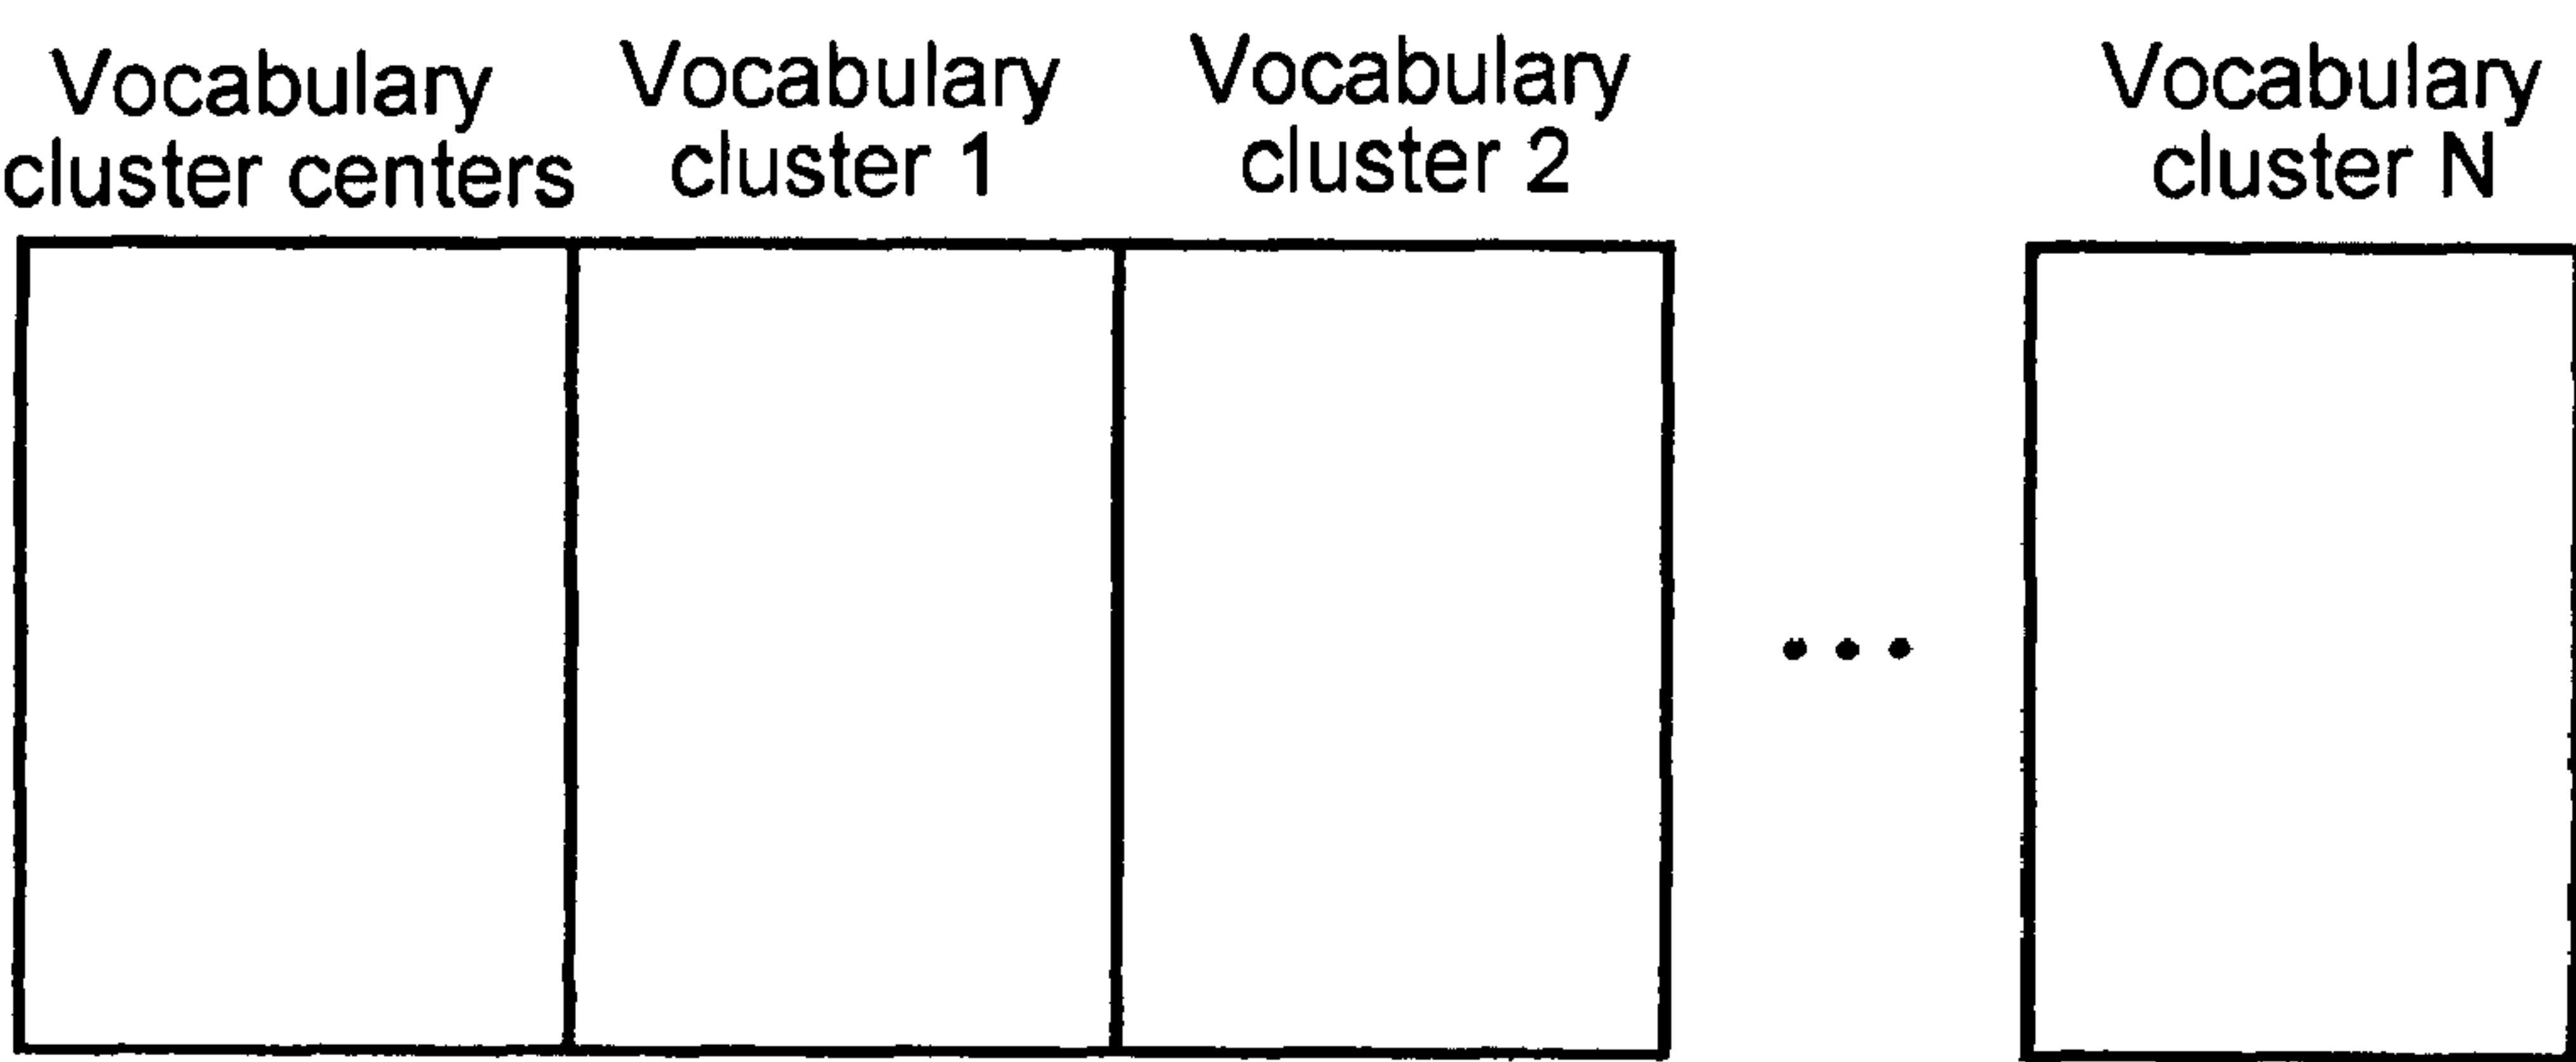 Vocabulary
cluster centers
Vocabulary
cluster 1
Vocabulary
cluster 2
...
Vocabulary
cluster N